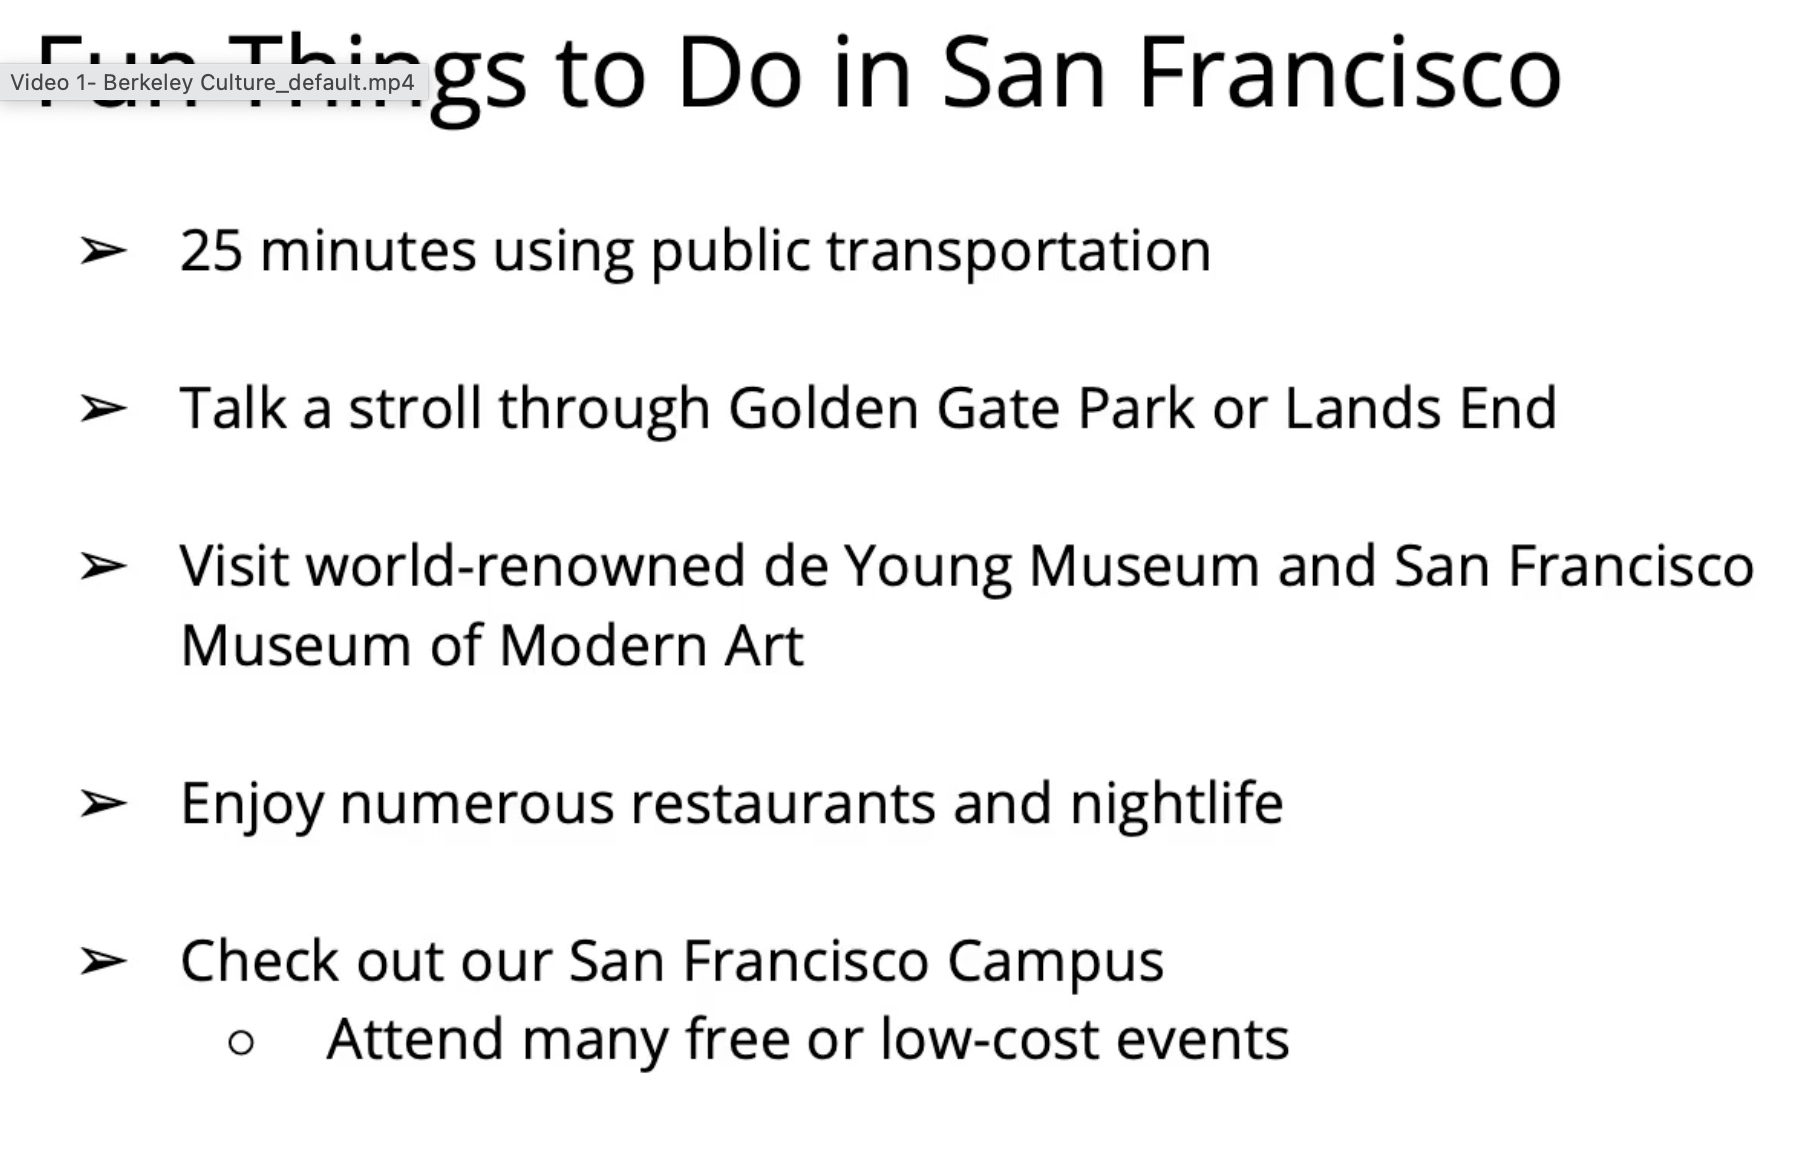 Fun Things to Do in San Francisco
Video 1- Berkeley Culture_default.mp4
➢ 25 minutes using public transportation
➢ Talk a stroll through Golden Gate Park or Lands End
➢ Visit world-renowned de Young Museum and San Francisco
Museum of Modern Art
➢ Enjoy numerous restaurants and nightlife
➢ Check out our San Francisco Campus
○ Attend many free or low-cost events